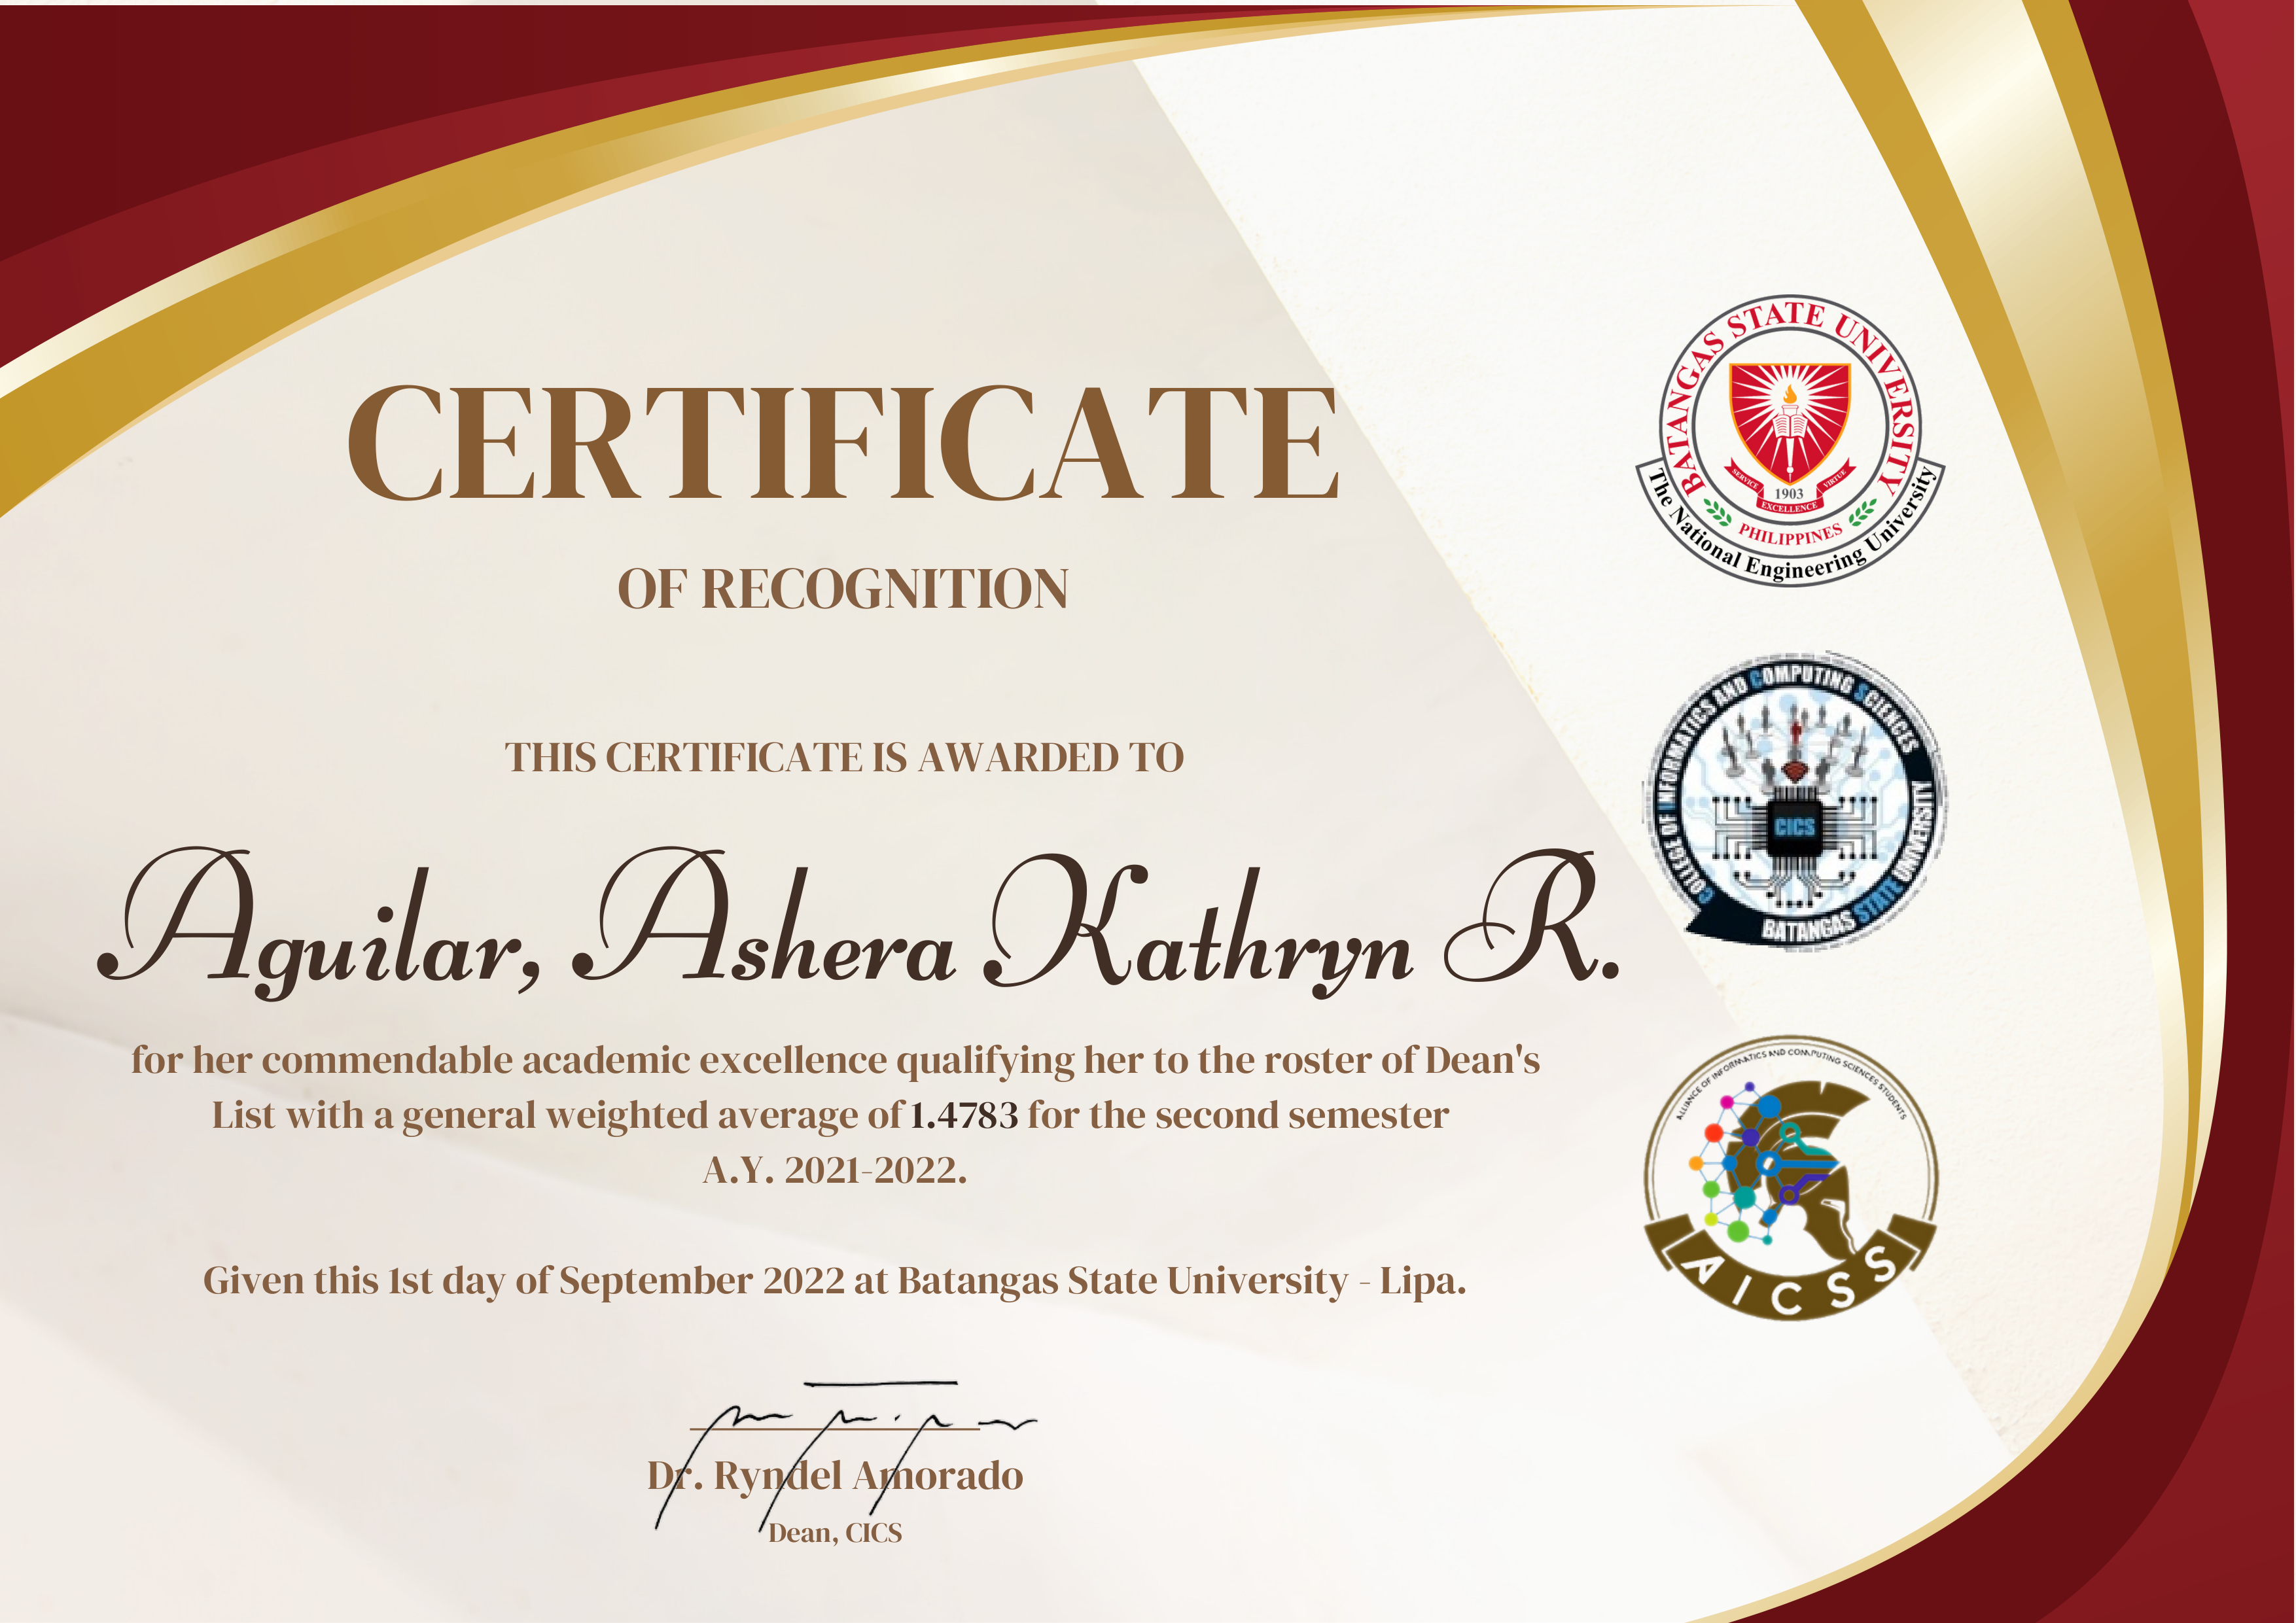 CERTIFICATE
OF RECOGNITION
THIS CERTIFICATE IS AWARDED TO
Aguilar, Ashera Kathryn R.
for her commendable academic excellence qualifying her to the roster of Dean's
List with a general weighted average of 1.4783 for the second semester
A.Y. 2021-2022.
Given this 1st day of September 2022 at Batangas State University - Lipa.
Dr. Ryndel Amorado
Dean, CICS
BATANGAS STATE UNIVERSITY
SERVICE
1903
VIRTUE
EXCELLENCE
PHILIPPINES
The National Engineering University
COLLEGE OF INFORMATICS AND COMPUTING SCIENCES
CICS
BATANGAS STATE UNIVERSITY
ALLIANCE OF INFORMATICS AND COMPUTING SCIENCES STUDENTS
AICSS